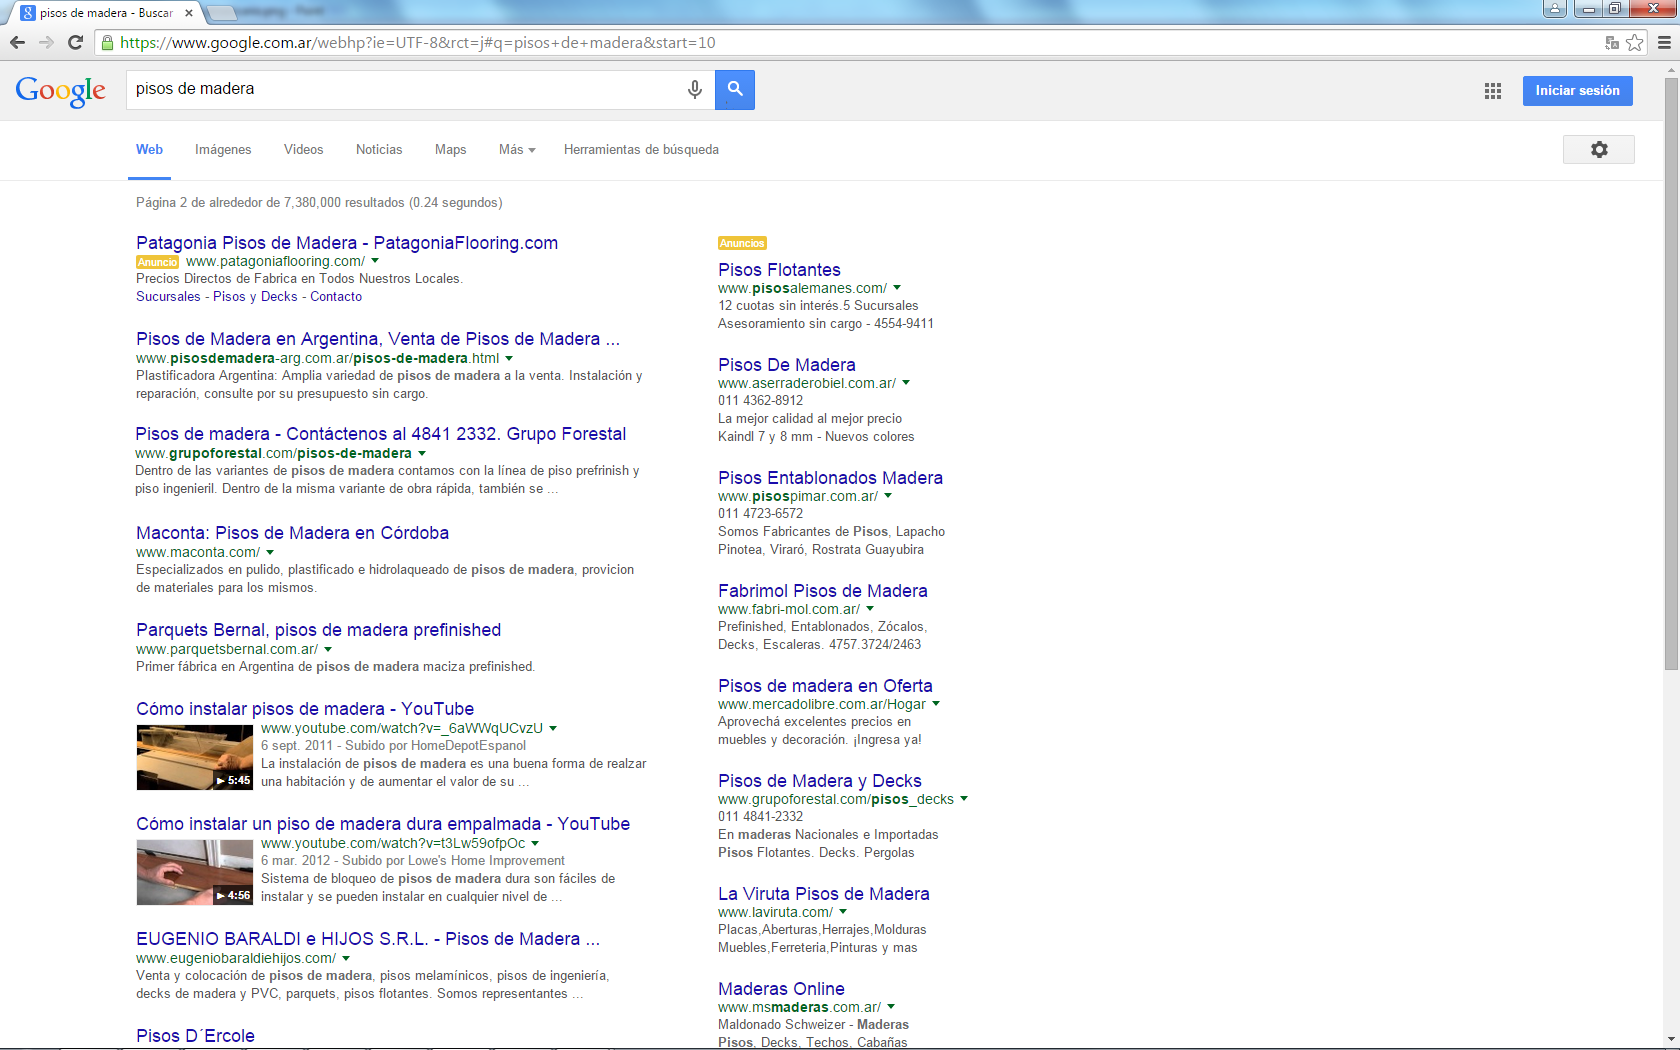 pisos de madera - Buscar
https://www.google.com.ar/webhp?ie=UTF-8&rct=j#q=pisos+de+madera&start=10
Google
pisos de madera
Iniciar sesión
Web Imágenes Videos Noticias Maps Más Herramientas de búsqueda
Página 2 de alrededor de 7,380,000 resultados (0.24 segundos)
Patagonia Pisos de Madera - PatagoniaFlooring.com
Anuncio www.patagoniaflooring.com/
Precios Directos de Fabrica en Todos Nuestros Locales.
Sucursales - Pisos y Decks - Contacto
Pisos de Madera en Argentina, Venta de Pisos de Madera ...
www.pisosdemadera-arg.com.ar/pisos-de-madera.html
Plastificadora Argentina: Amplia variedad de pisos de madera a la venta. Instalación y
reparación, consulte por su presupuesto sin cargo.
Pisos de madera - Contáctenos al 4841 2332. Grupo Forestal
www.grupoforestal.com/pisos-de-madera
Dentro de las variantes de pisos de madera contamos con la línea de piso prefrinish y
piso ingenieril. Dentro de la misma variante de obra rápida, también se ...
Maconta: Pisos de Madera en Córdoba
www.maconta.com/
Especializados en pulido, plastificado e hidrolaqueado de pisos de madera, provicion
de materiales para los mismos.
Parquets Bernal, pisos de madera prefinished
www.parquetsbernal.com.ar/
Primer fábrica en Argentina de pisos de madera maciza prefinished.
Cómo instalar pisos de madera - YouTube
www.youtube.com/watch?v=_6aWWqUCvzU
6 sept. 2011 - Subido por HomeDepotEspanol
La instalación de pisos de madera es una buena forma de realzar
una habitación y de aumentar el valor de su ...
5:45
Cómo instalar un piso de madera dura empalmada - YouTube
www.youtube.com/watch?v=t3Lw59ofpOc
6 mar. 2012 - Subido por Lowe's Home Improvement
Sistema de bloqueo de pisos de madera dura son fáciles de
instalar y se pueden instalar en cualquier nivel de ...
4:56
EUGENIO BARALDI e HIJOS S.R.L. - Pisos de Madera ...
www.eugeniobaraldiehijos.com/
Venta y colocación de pisos de madera, pisos melamínicos, pisos de ingeniería,
decks de madera y PVC, parquets, pisos flotantes. Somos representantes ...
Pisos D´Ercole
Anuncios
Pisos Flotantes
www.pisosalemanes.com/
12 cuotas sin interés.5 Sucursales
Asesoramiento sin cargo - 4554-9411
Pisos De Madera
www.aserraderobiel.com.ar/
011 4362-8912
La mejor calidad al mejor precio
Kaindl 7 y 8 mm - Nuevos colores
Pisos Entablonados Madera
www.pisospimar.com.ar/
011 4723-6572
Somos Fabricantes de Pisos, Lapacho
Pinotea, Viraró, Rostrata Guayubira
Fabrimol Pisos de Madera
www.fabri-mol.com.ar/
Prefinished, Entablonados, Zócalos,
Decks, Escaleras. 4757.3724/2463
Pisos de madera en Oferta
www.mercadolibre.com.ar/Hogar
Aprovechá excelentes precios en
muebles y decoración. ¡Ingresa ya!
Pisos de Madera y Decks
www.grupoforestal.com/pisos_decks
011 4841-2332
En maderas Nacionales e Importadas
Pisos Flotantes. Decks. Pergolas
La Viruta Pisos de Madera
www.laviruta.com/
Placas,Aberturas,Herrajes,Molduras
Muebles,Ferreteria,Pinturas y mas
Maderas Online
www.msmaderas.com.ar/
Maldonado Schweizer - Maderas
Pisos, Decks, Techos, Cabañas